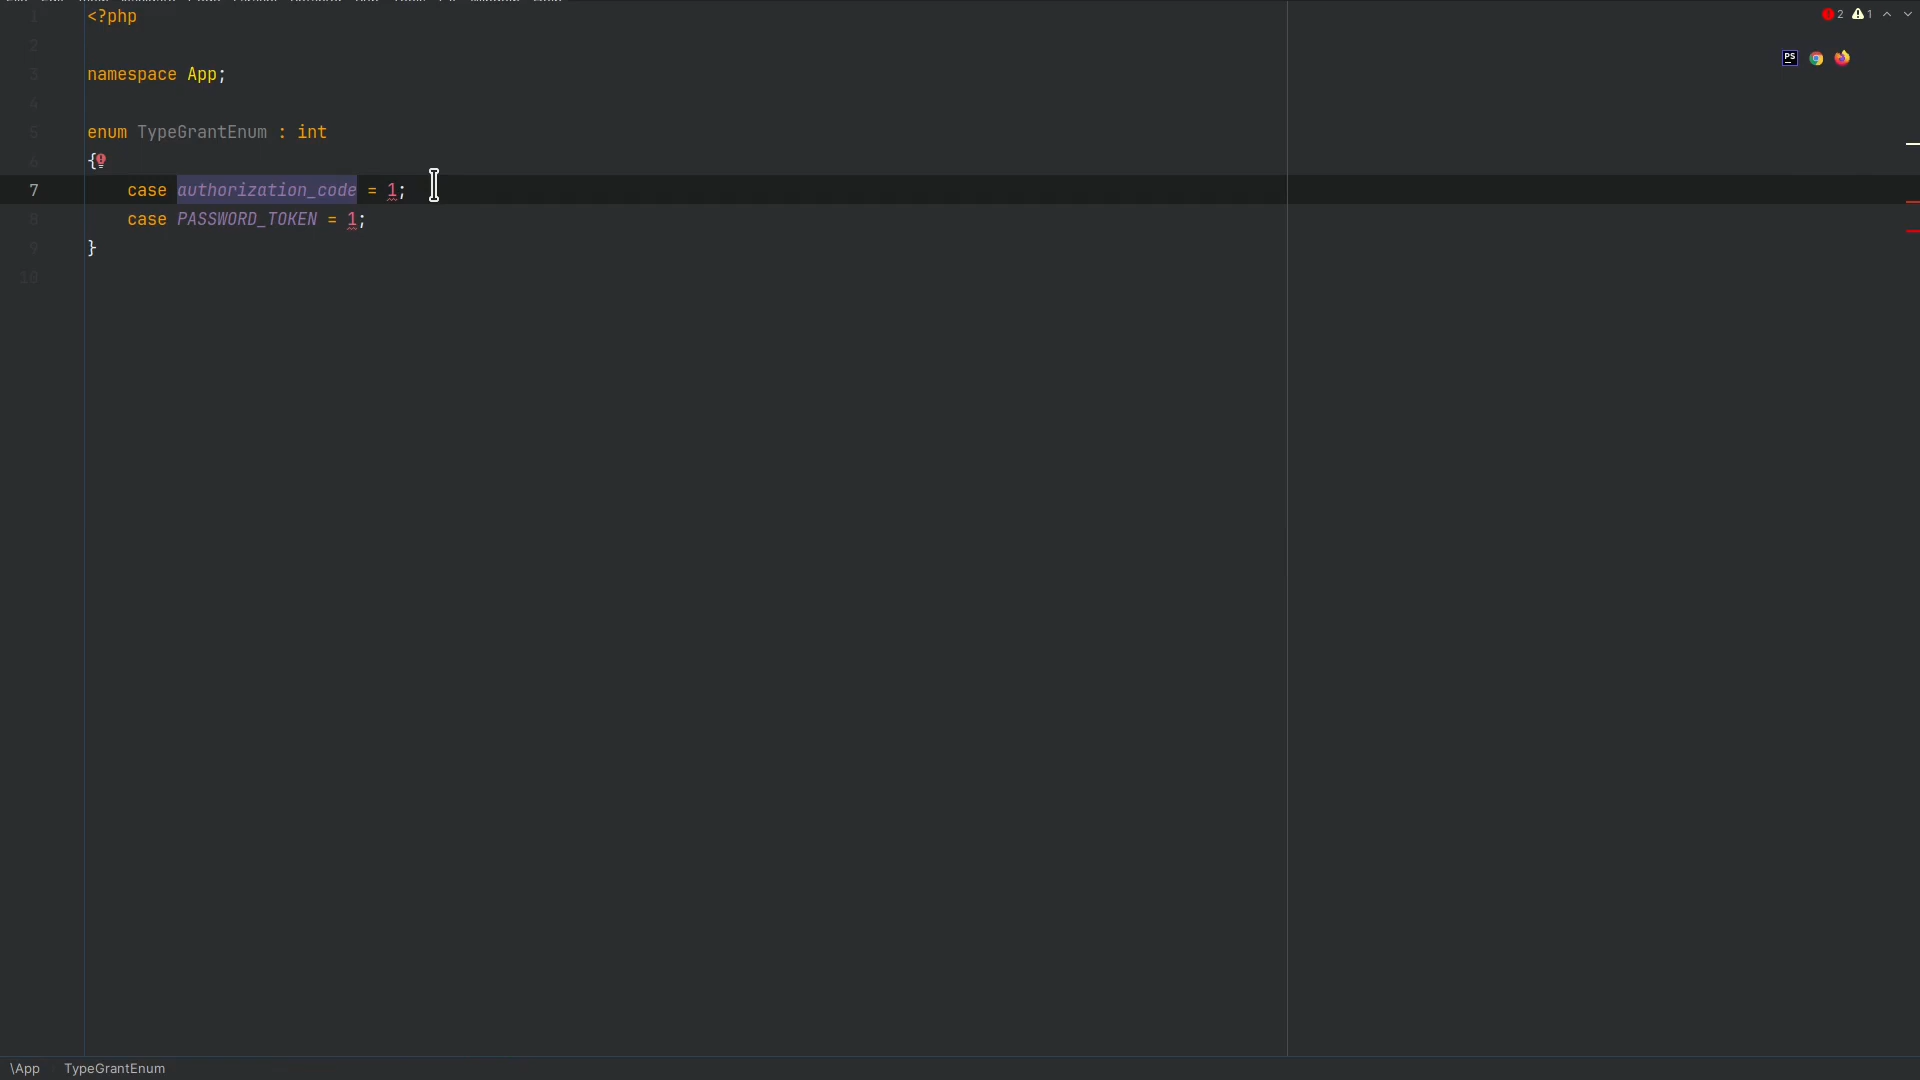 1 <?php
2
3 namespace App;
4
5 enum TypeGrantEnum : int
6 {
7 case authorization_code = 1;
8 case PASSWORD_TOKEN = 1;
9 }
10
2 1
PS
\App TypeGrantEnum